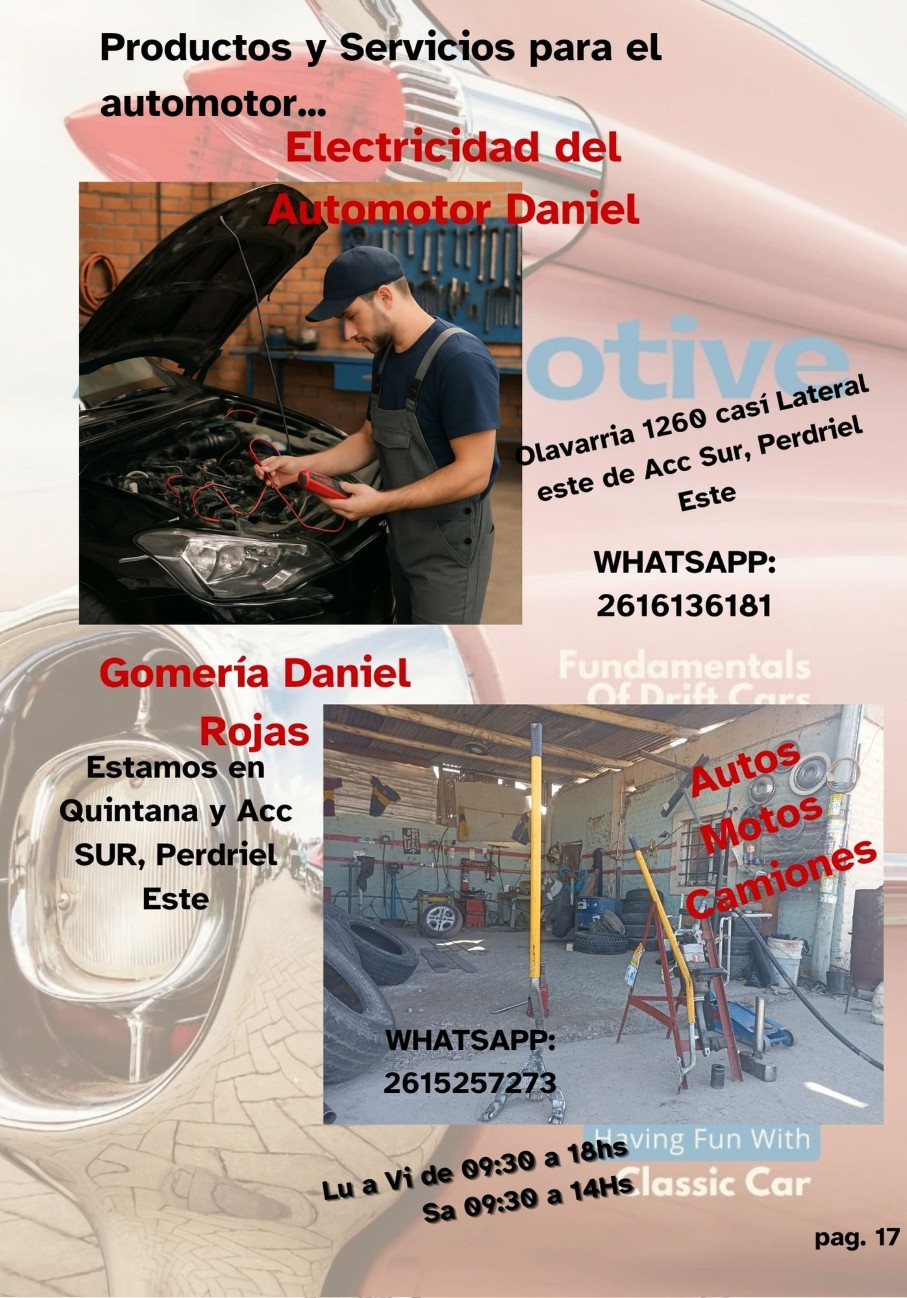 Productos y Servicios para el
automotor...
Electricidad del
Automotor Daniel
otive
Olavarria 1260 casí Lateral
este de Acc Sur, Perdriel
Este
WHATSAPP:
2616136181
Fundamentals
Of Drift Cars
Gomería Daniel
Rojas
Estamos en
Quintana y Acc
SUR, Perdriel
Este
Autos
Motos
Camiones
WHATSAPP:
2615257273
Having Fun With
Classic Car
Lu a Vi de 09:30 a 18hs
Sa 09:30 a 14Hs
pag. 17